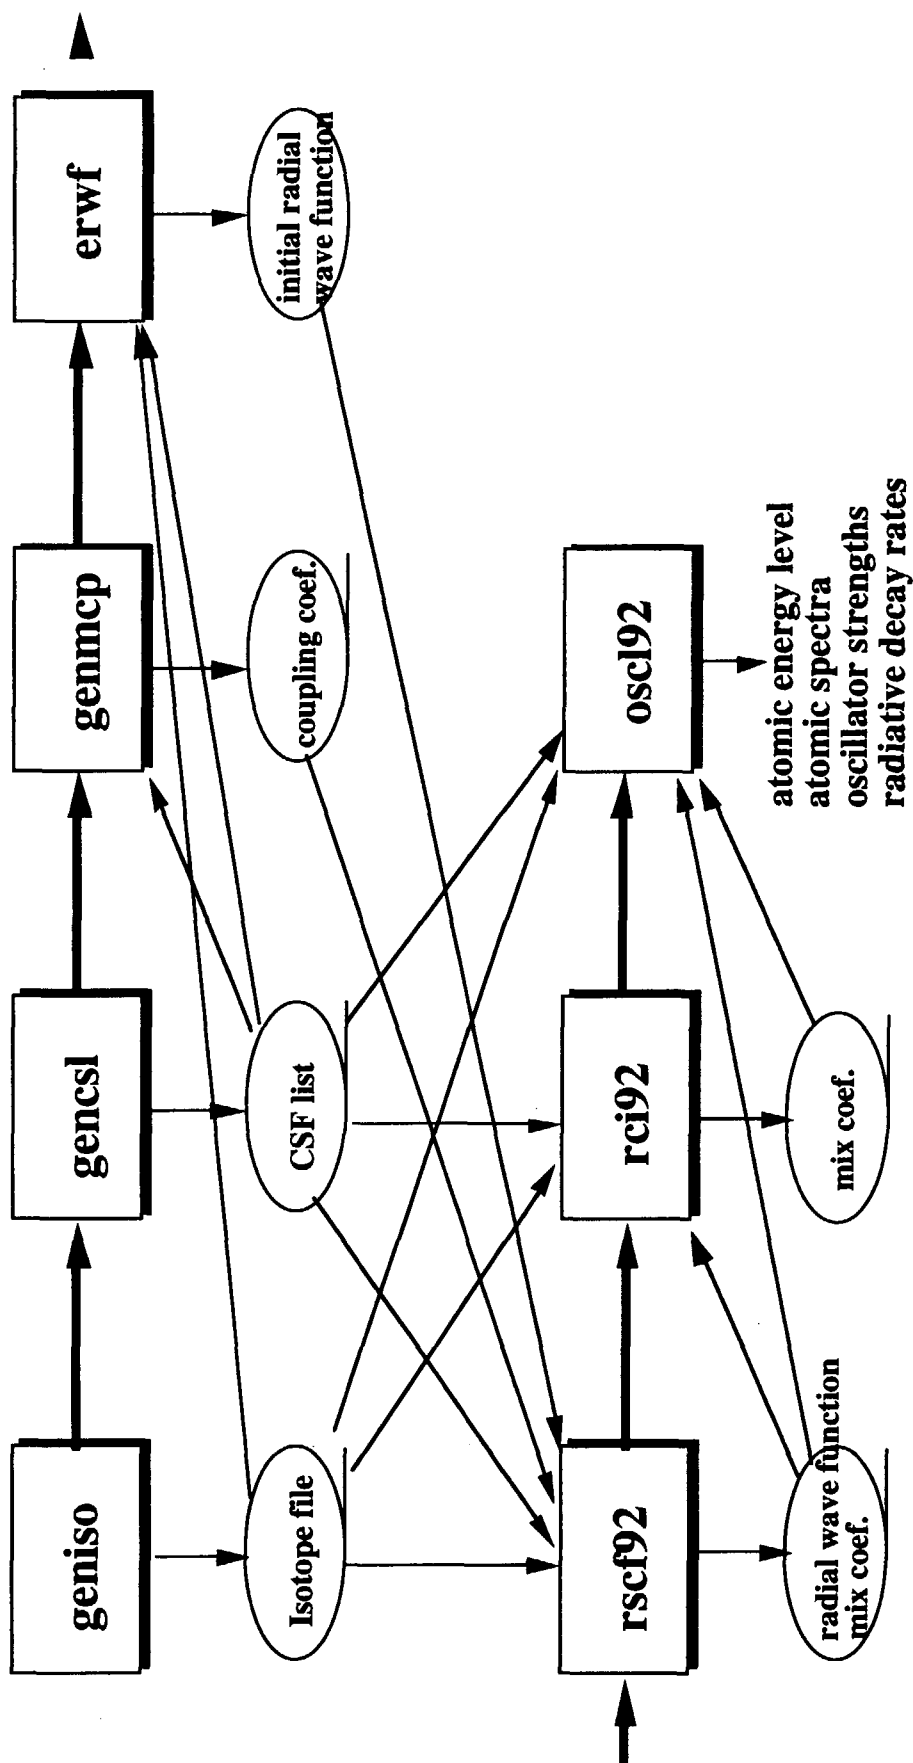 geniso
gencsl
genmcp
erwf
Isotope file
CSF list
coupling coef.
initial radial
wave function
rscf92
rci92
oscl92
radial wave function
mix coef.
mix coef.
atomic energy level
atomic spectra
oscillator strengths
radiative decay rates